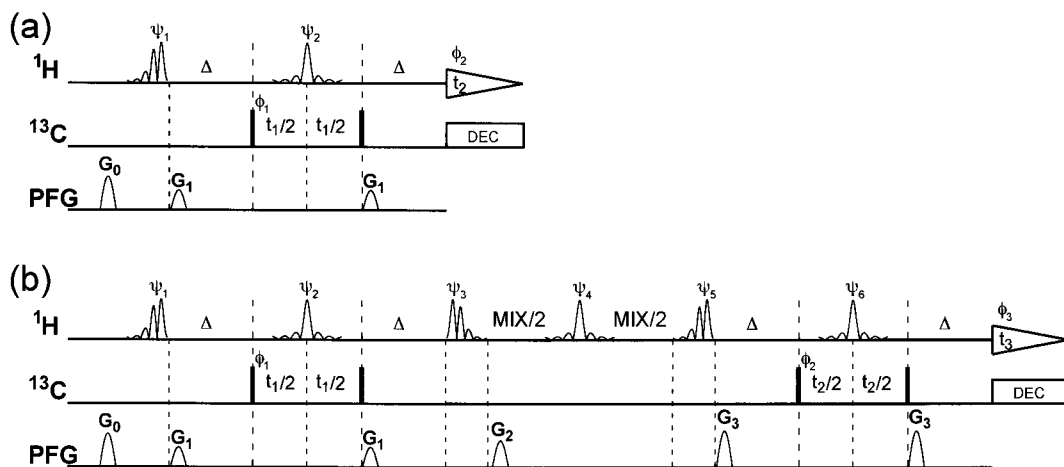 (a)
ψ1 ψ2
1H Δ Δ ϕ2 t2
13C ϕ1 t1/2 t1/2 DEC
G0 G1 G1
PFG
(b)
ψ1 ψ2 ψ3 ψ4 ψ5 ψ6
1H Δ Δ MIX/2 MIX/2 Δ Δ ϕ3 t3
13C ϕ1 t1/2 t1/2 ϕ2 t2/2 t2/2 DEC
G0 G1 G1 G2 G3 G3
PFG